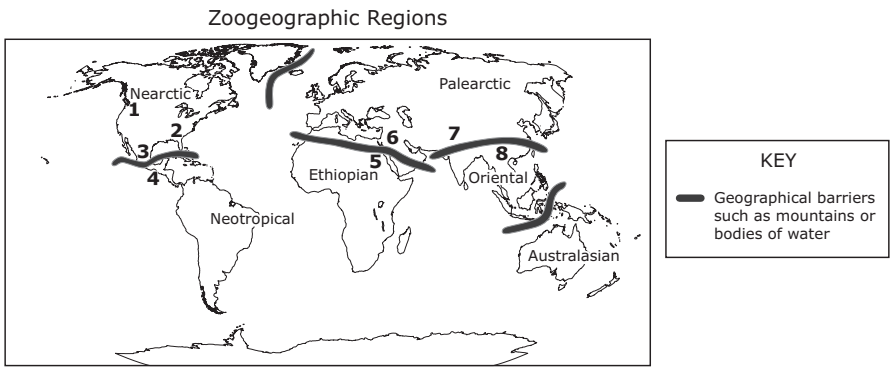 Zoogeographic Regions
Nearctic
Palearctic
1
2
3
4
5
6
7
8
Ethiopian
Oriental
Neotropical
Australasian
KEY
Geographical barriers
such as mountains or
bodies of water